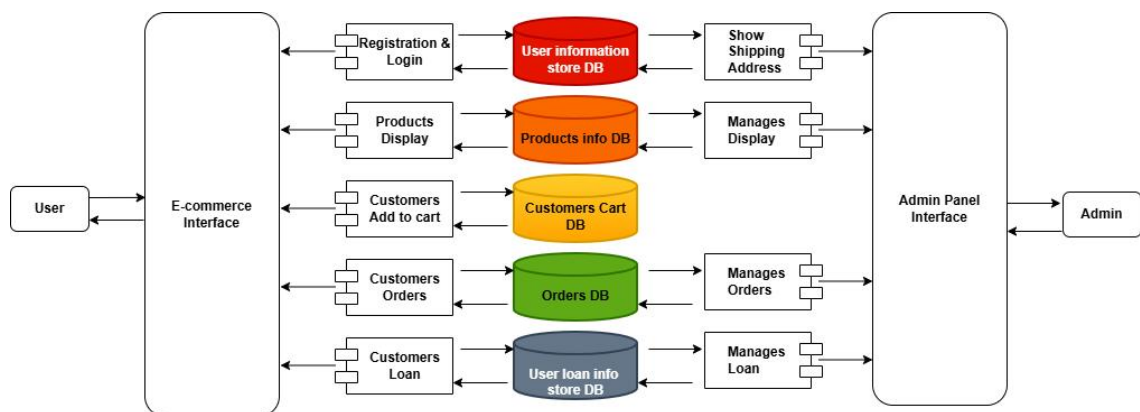 User
E-commerce
Interface
Registration &
Login
User information
store DB
Show
Shipping
Address
Products
Display
Products info DB
Manages
Display
Customers
Add to cart
Customers Cart
DB
Customers
Orders
Orders DB
Manages
Orders
Customers
Loan
User loan info
store DB
Manages
Loan
Admin Panel
Interface
Admin